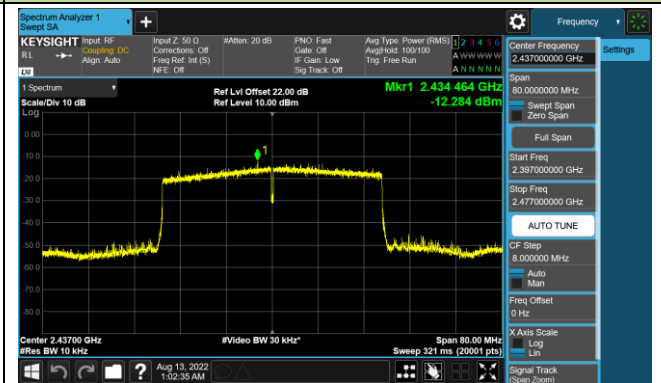 Spectrum Analyzer 1
Swept SA
Frequency
KEYSIGHT
RL
Input: RF
Coupling: DC
Align: Auto
Input Z: 50 Ω
Corrections: Off
Freq Ref: Int (S)
NFE: Off
#Atten: 20 dB
PNO: Fast
Gate: Off
IF Gain: Low
Sig Track: Off
Avg Type: Power (RMS)
Avg|Hold: 100/100
Trig: Free Run
1 2 3 4 5 6
A W W W W W
A N N N N N
Center Frequency
2.437000000 GHz
Settings
Span
80.0000000 MHz
Swept Span
Zero Span
Full Span
Start Freq
2.397000000 GHz
Stop Freq
2.477000000 GHz
AUTO TUNE
CF Step
8.000000 MHz
Auto
Man
Freq Offset
0 Hz
X Axis Scale
Log
Lin
Signal Track
(Span Zoom)
1 Spectrum
Scale/Div 10 dB
Log
Ref Lvl Offset 22.00 dB
Ref Level 10.00 dBm
Mkr1 2.434 464 GHz
-12.284 dBm
0.00
-10.0
-20.0
-30.0
-40.0
-50.0
-60.0
-70.0
-80.0
1
Center 2.43700 GHz
#Res BW 10 kHz
#Video BW 30 kHz*
Span 80.00 MHz
Sweep 321 ms (20001 pts)
?
Aug 13, 2022
1:02:35 AM